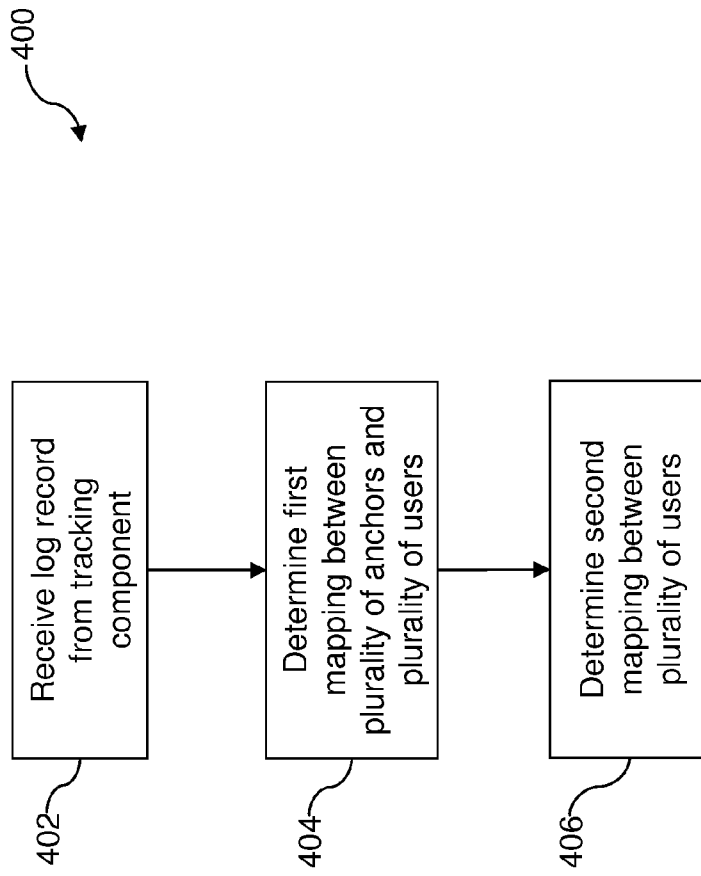 400
402
Receive log record
from tracking
component
404
Determine first
mapping between
plurality of anchors and
plurality of users
406
Determine second
mapping between
plurality of users